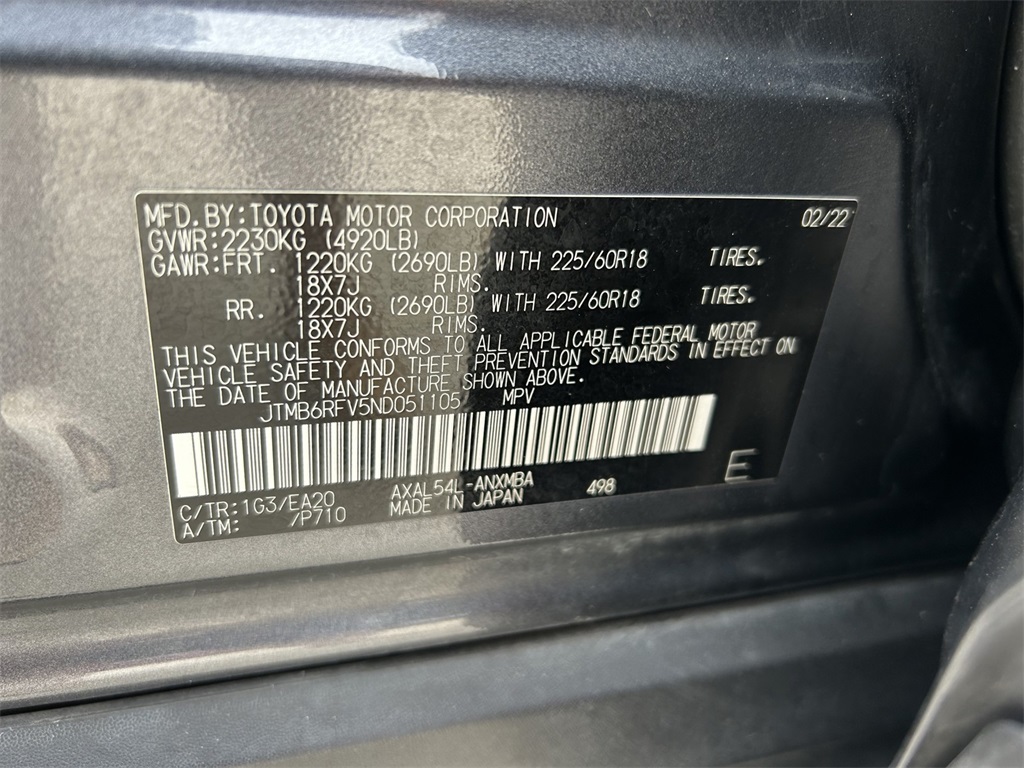 MFD.BY:TOYOTA MOTOR CORPORATION 02/22
GVWR:2230KG (4920LB)
GAWR:FRT. 1220KG (2690LB) WITH 225/60R18 TIRES.
18X7J RIMS.
RR. 1220KG (2690LB) WITH 225/60R18 TIRES.
18X7J RIMS.
THIS VEHICLE CONFORMS TO ALL APPLICABLE FEDERAL MOTOR
VEHICLE SAFETY AND THEFT PREVENTION STANDARDS IN EFFECT ON
THE DATE OF MANUFACTURE SHOWN ABOVE.
JTMB6RFV5ND051105 MPV
E
C/TR:1G3/EA20 AXAL54L-ANXMBA 498
A/TM: /P710 MADE IN JAPAN